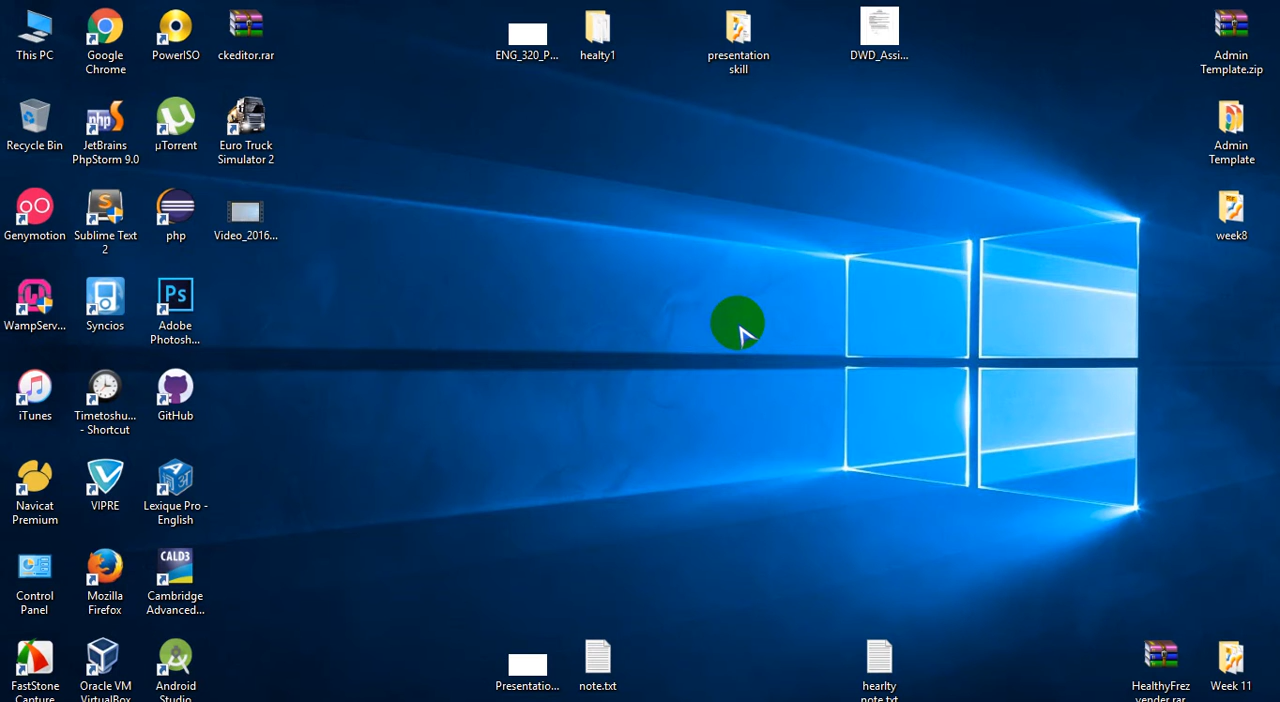 This PC
Google
Chrome
PowerISO
ckeditor.rar
ENG_320_P...
healty1
presentation
skill
DWD_Assi...
Admin
Template.zip
Recycle Bin
JetBrains
PhpStorm 9.0
µTorrent
Euro Truck
Simulator 2
Admin
Template
Genymotion
Sublime Text
2
php
Video_2016...
week8
WampServ...
Syncios
Ps
Adobe
Photosh...
iTunes
Timetoshu...
- Shortcut
GitHub
Navicat
Premium
VIPRE
Lexique Pro -
English
Control
Panel
Mozilla
Firefox
CALD3
Cambridge
Advanced...
FastStone
Capture
Oracle VM
VirtualBox
Android
Studio
Presentatio...
note.txt
hearlty
note.txt
HealthyFrez
vender.rar
Week 11